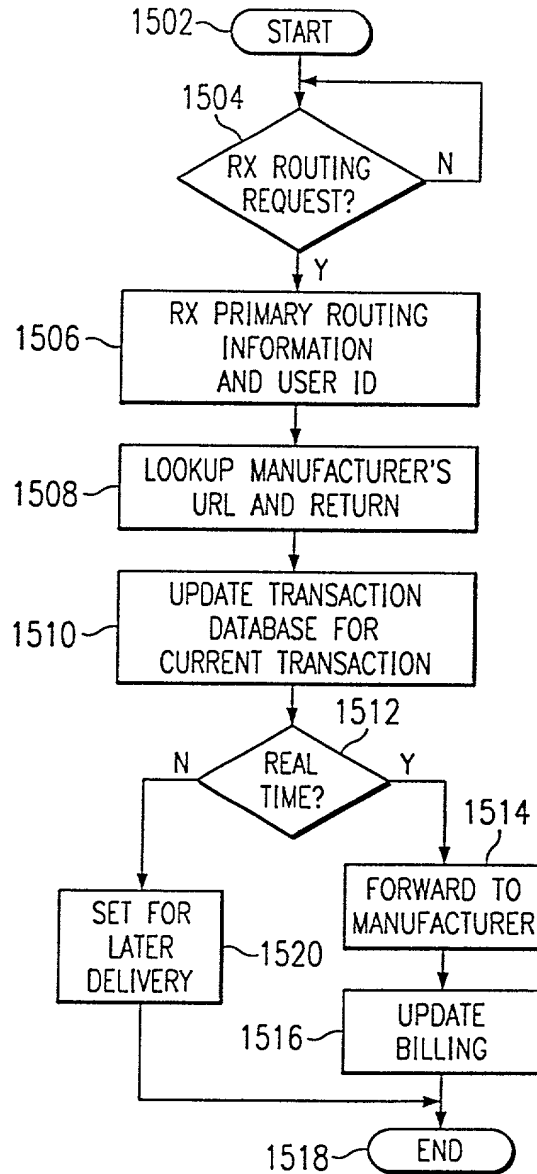 1502
START
1504
RX ROUTING
REQUEST?
N
Y
1506
RX PRIMARY ROUTING
INFORMATION
AND USER ID
1508
LOOKUP MANUFACTURER'S
URL AND RETURN
1510
UPDATE TRANSACTION
DATABASE FOR
CURRENT TRANSACTION
1512
N
REAL
TIME?
Y
1514
FORWARD TO
MANUFACTURER
SET FOR
LATER
DELIVERY
1520
1516
UPDATE
BILLING
1518
END